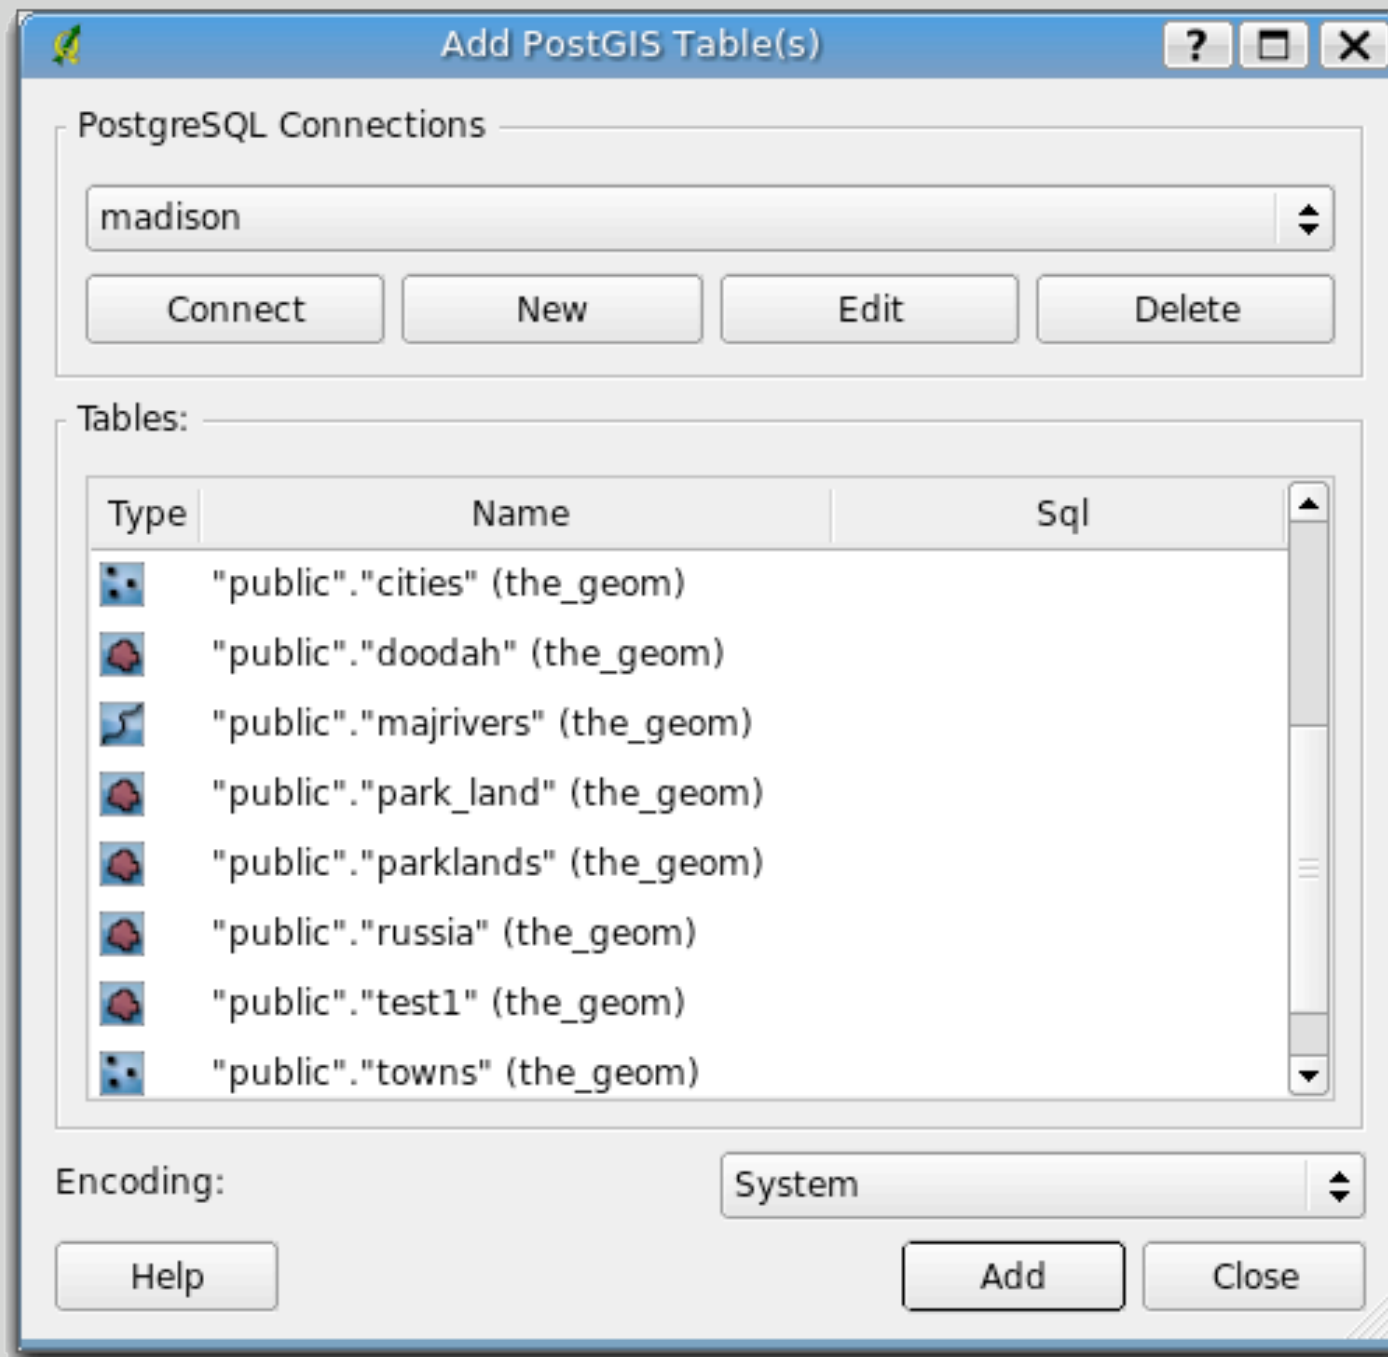 Add PostGIS Table(s)
PostgreSQL Connections
madison
Connect New Edit Delete
Tables:
Type Name Sql
"public"."cities" (the_geom)
"public"."doodah" (the_geom)
"public"."majrivers" (the_geom)
"public"."park_land" (the_geom)
"public"."parklands" (the_geom)
"public"."russia" (the_geom)
"public"."test1" (the_geom)
"public"."towns" (the_geom)
Encoding: System
Help Add Close